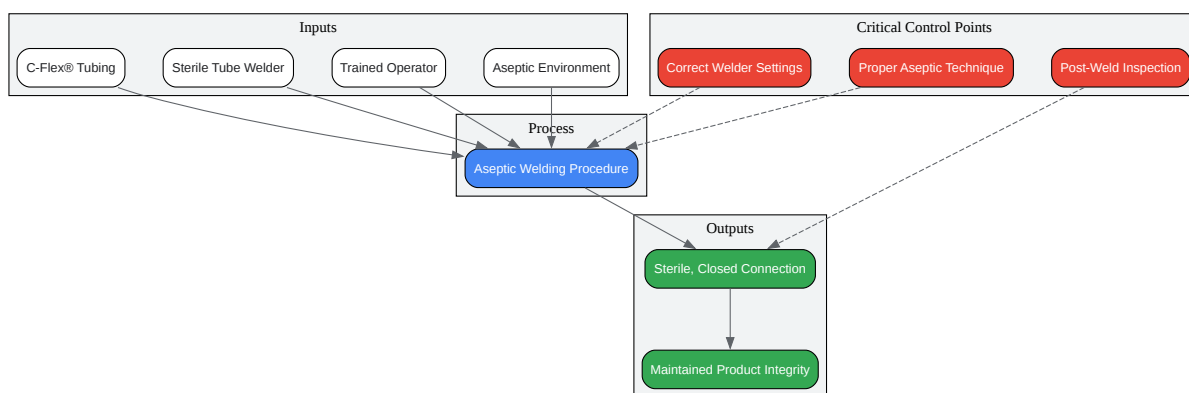 Inputs
Critical Control Points
C-Flex® Tubing
Sterile Tube Welder
Trained Operator
Aseptic Environment
Correct Welder Settings
Proper Aseptic Technique
Post-Weld Inspection
Process
Aseptic Welding Procedure
Outputs
Sterile, Closed Connection
Maintained Product Integrity